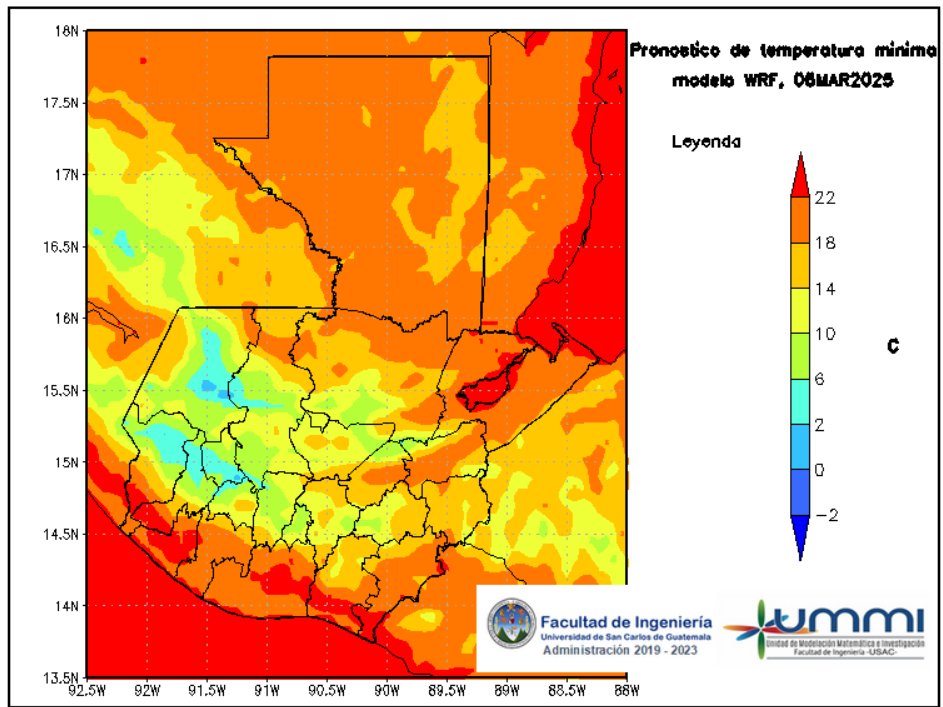 18N
17.5N
17N
16.5N
16N
15.5N
15N
14.5N
14N
13.5N
92.5W
92W
91.5W
91W
90.5W
90W
89.5W
89W
88.5W
88W
Pronostico de temperatura minima
modelo WRF, 06MAR2025
Leyenda
22
18
14
10
6
2
0
−2
C
Facultad de Ingeniería
Universidad de San Carlos de Guatemala
Administración 2019 - 2023
UMMI
Unidad de Modelación Matemática e Investigación
Facultad de Ingeniería -USAC-